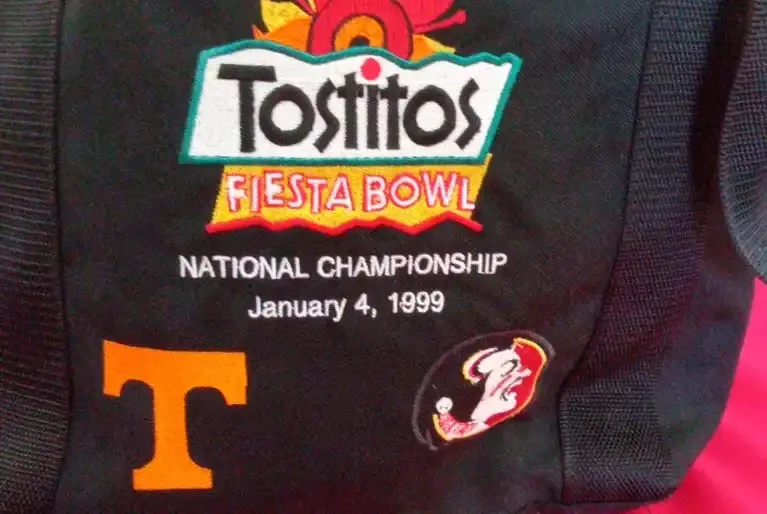 Tostitos
FIESTA BOWL
NATIONAL CHAMPIONSHIP
January 4, 1999
T